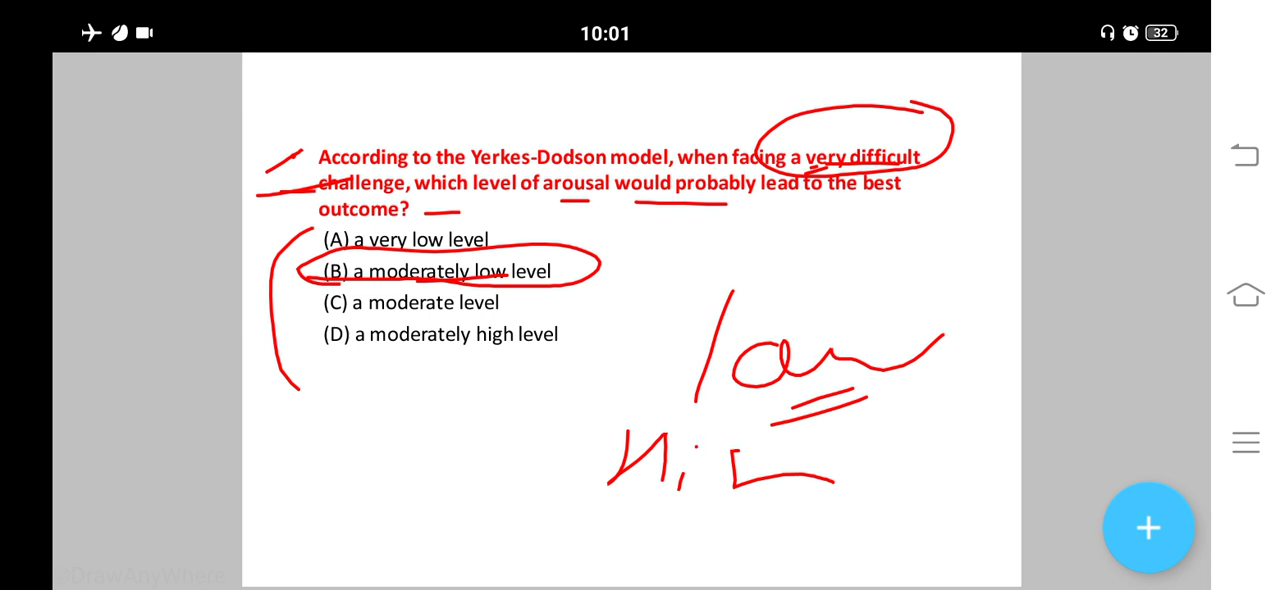 10:01
32
According to the Yerkes-Dodson model, when facing a very difficult
challenge, which level of arousal would probably lead to the best
outcome?
(A) a very low level
(B) a moderately low level
(C) a moderate level
(D) a moderately high level
DrawAnyWhere